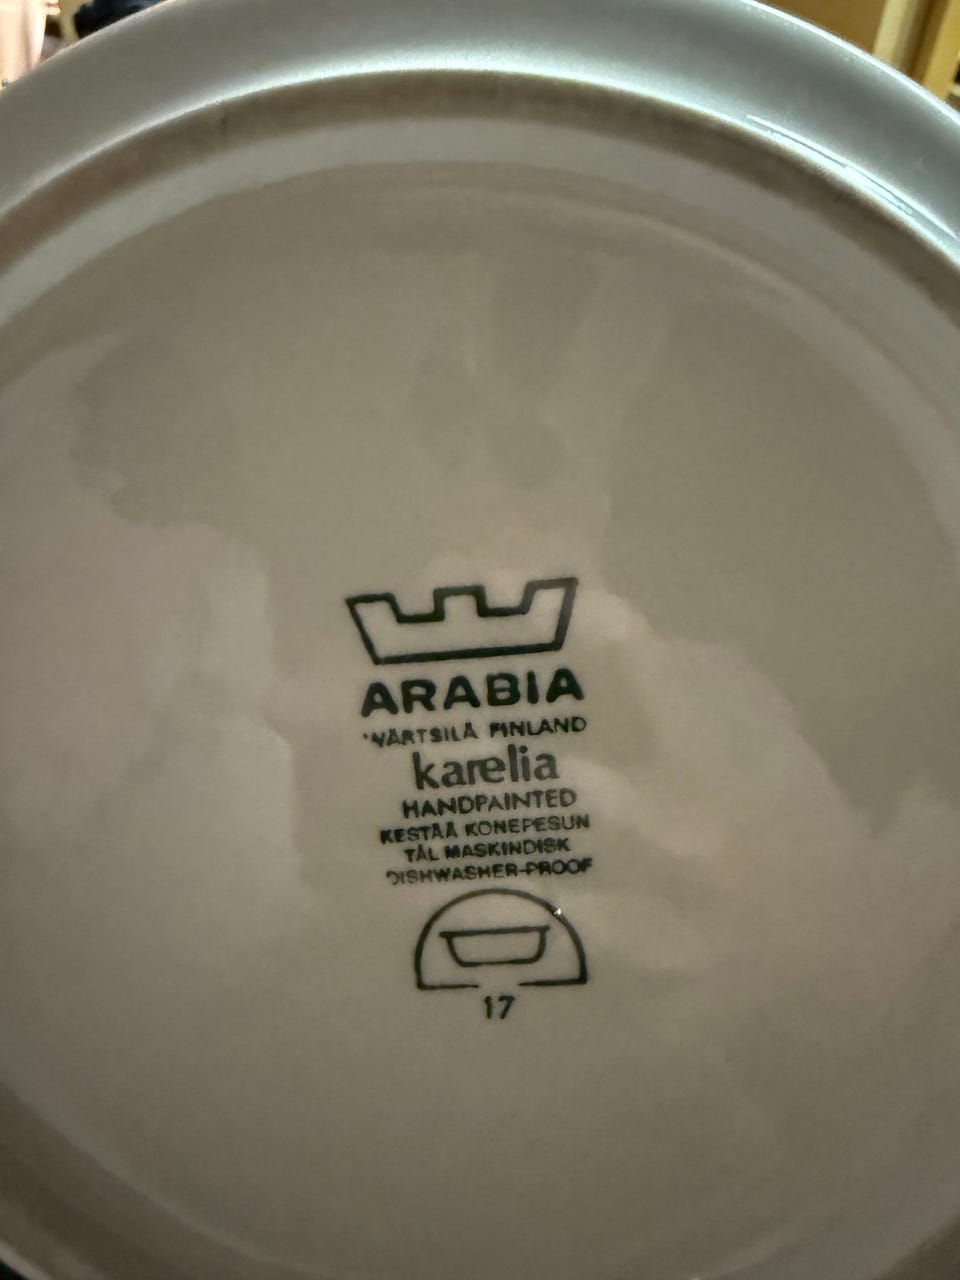 ARABIA
WÄRTSILÄ FINLAND
karelia
HANDPAINTED
KESTÄÄ KONEPESUN
TÅL MASKINDISK
DISHWASHER-PROOF
17